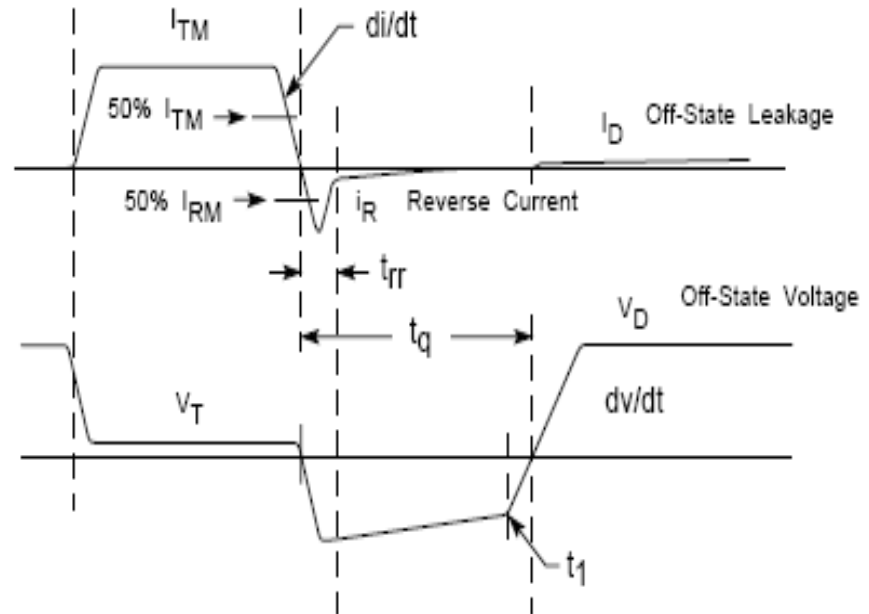 ITM
di/dt
50% ITM
ID Off-State Leakage
50% IRM
iR Reverse Current
trr
VD Off-State Voltage
tq
VT
dv/dt
t1